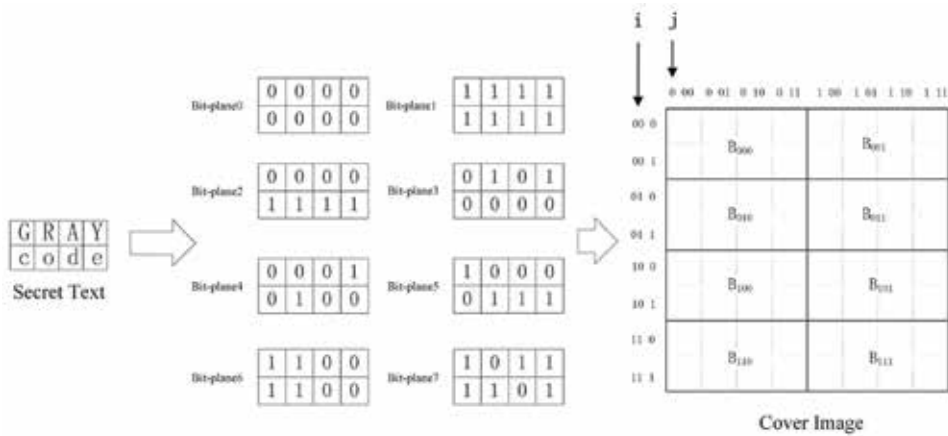 G R A Y
c o d e
Secret Text
Bit-plane0
0 0 0 0
0 0 0 0
Bit-plane1
1 1 1 1
1 1 1 1
Bit-plane2
0 0 0 0
1 1 1 1
Bit-plane3
0 1 0 1
0 0 0 0
Bit-plane4
0 0 0 1
0 1 0 0
Bit-plane5
1 0 0 0
0 1 1 1
Bit-plane6
1 1 0 0
1 1 0 0
Bit-plane7
1 0 1 1
1 1 0 1
i j
0 00 0 01 0 10 0 11 1 00 1 01 1 10 1 11
00 0
B000 B001
00 1
01 0
B010 B011
01 1
10 0
B100 B101
10 1
11 0
B110 B111
11 1
Cover Image